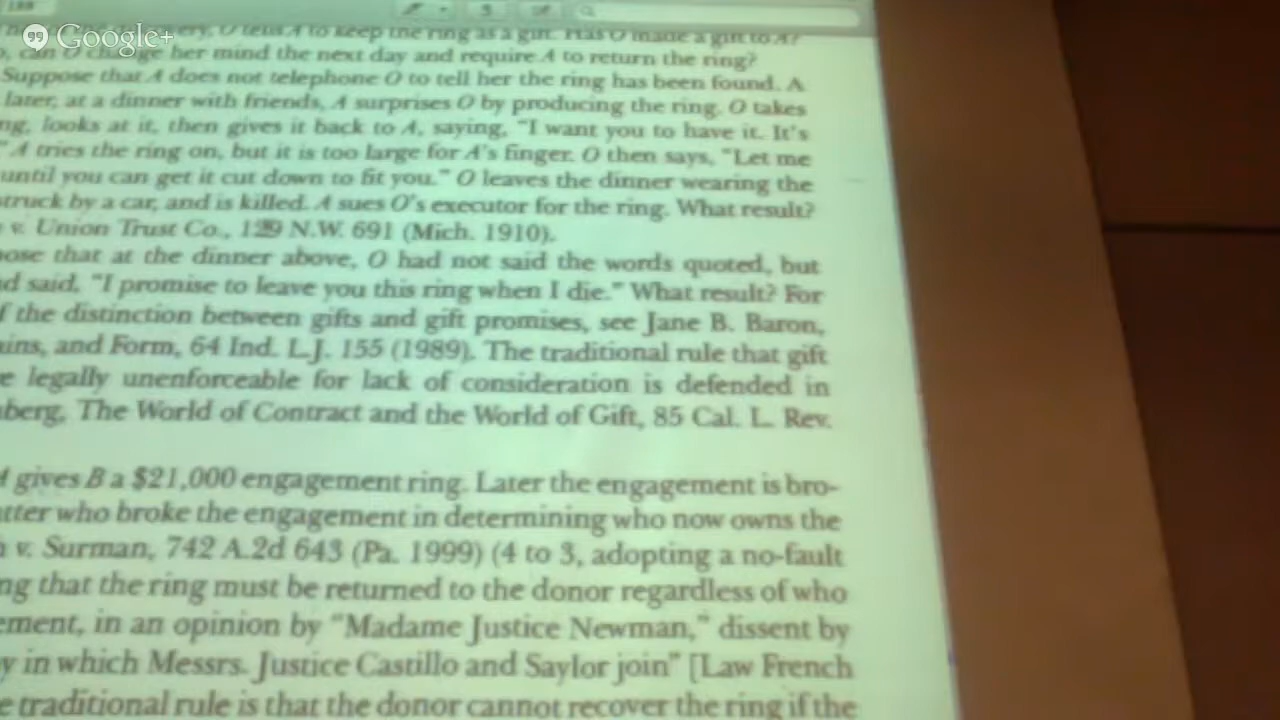 188
Google+
ery, O tells A to keep the ring as a gift. Has O made a gift to A?
o, can O change her mind the next day and require A to return the ring?
Suppose that A does not telephone O to tell her the ring has been found. A
later, at a dinner with friends, A surprises O by producing the ring. O takes
ng, looks at it, then gives it back to A, saying, "I want you to have it. It's
" A tries the ring on, but it is too large for A's finger. O then says, "Let me
until you can get it cut down to fit you." O leaves the dinner wearing the
struck by a car, and is killed. A sues O's executor for the ring. What result?
v. Union Trust Co., 129 N.W. 691 (Mich. 1910).
ose that at the dinner above, O had not said the words quoted, but
d said, "I promise to leave you this ring when I die." What result? For
f the distinction between gifts and gift promises, see Jane B. Baron,
ains, and Form, 64 Ind. L.J. 155 (1989). The traditional rule that gift
e legally unenforceable for lack of consideration is defended in
nberg, The World of Contract and the World of Gift, 85 Cal. L. Rev.
A gives B a $21,000 engagement ring. Later the engagement is bro-
atter who broke the engagement in determining who now owns the
v. Surman, 742 A.2d 643 (Pa. 1999) (4 to 3, adopting a no-fault
ng that the ring must be returned to the donor regardless of who
ement, in an opinion by "Madame Justice Newman," dissent by
y in which Messrs. Justice Castillo and Saylor join" [Law French
e traditional rule is that the donor cannot recover the ring if the